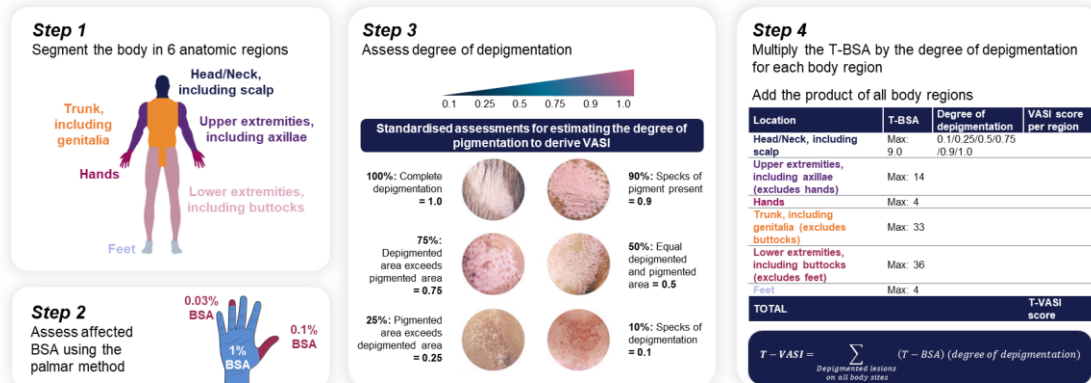 Step 1
Segment the body in 6 anatomic regions
Head/Neck,
including scalp
Trunk,
including
genitalia
Upper extremities,
including axillae
Hands
Lower extremities,
including buttocks
Feet
Step 2
Assess affected
BSA using the
palmar method
0.03%
BSA
0.1%
BSA
1%
BSA
Step 3
Assess degree of depigmentation
0.1 0.25 0.5 0.75 0.9 1.0
Standardised assessments for estimating the degree of
pigmentation to derive VASI
100%: Complete
depigmentation
= 1.0
90%: Specks of
pigment present
= 0.9
75%:
Depigmented
area exceeds
pigmented area
= 0.75
50%: Equal
depigmented
and pigmented
area = 0.5
25%: Pigmented
area exceeds
depigmented area
= 0.25
10%: Specks of
depigmentation
= 0.1
Step 4
Multiply the T-BSA by the degree of depigmentation
for each body region
Add the product of all body regions
Location T-BSA Degree of depigmentation VASI score per region
Head/Neck, including Max: 0.1/0.25/0.5/0.75
scalp 9.0 /0.9/1.0
Upper extremities,
including axillae Max: 14
(excludes hands)
Hands Max: 4
Trunk, including
genitalia (excludes Max: 33
buttocks)
Lower extremities,
including buttocks Max: 36
(excludes feet)
Feet Max: 4
TOTAL T-VASI score
T − VASI = ∑ (T − BSA) (degree of depigmentation)
Depigmented lesions
on all body sites